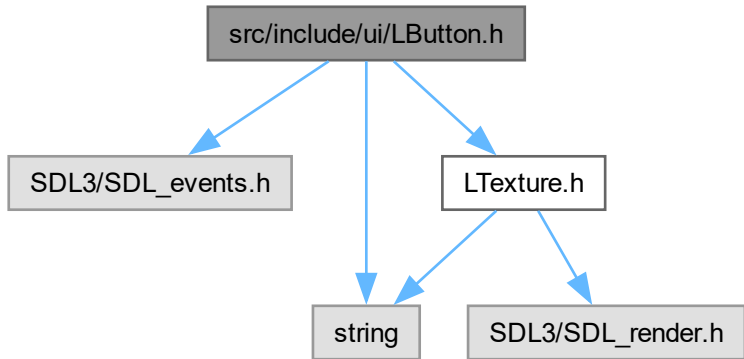 src/include/ui/LButton.h
SDL3/SDL_events.h
LTexture.h
string
SDL3/SDL_render.h